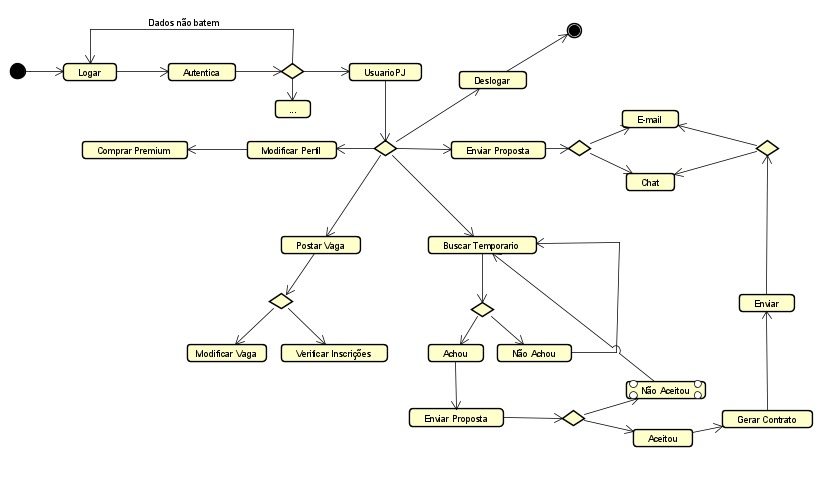 Dados não batem
Logar
Autentica
UsuarioPJ
...
Deslogar
E-mail
Comprar Premium
Modificar Perfil
Enviar Proposta
Chat
Postar Vaga
Buscar Temporario
Enviar
Modificar Vaga
Verificar Inscrições
Achou
Não Achou
Não Aceitou
Enviar Proposta
Gerar Contrato
Aceitou